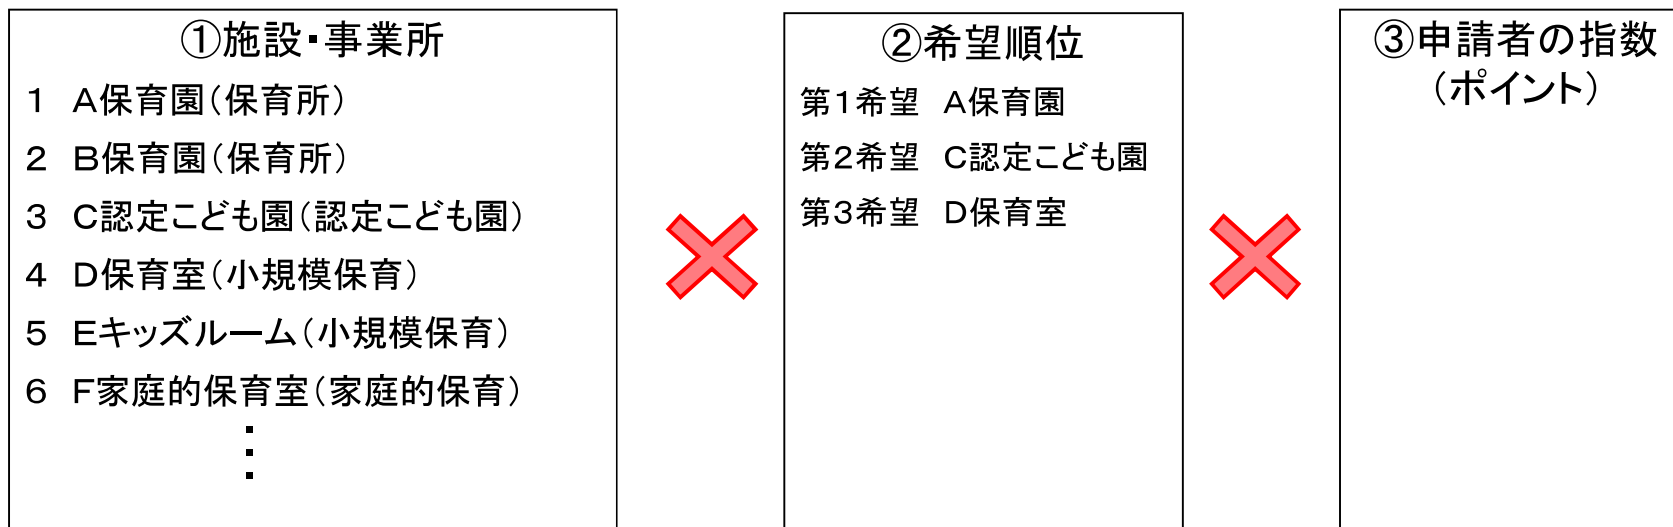 ①施設・事業所
１　Ａ保育園（保育所）
２　Ｂ保育園（保育所）
３　Ｃ認定こども園（認定こども園）
４　Ｄ保育室（小規模保育）
５　Ｅキッズルーム（小規模保育）
６　Ｆ家庭的保育室（家庭的保育）
②希望順位
第１希望　Ａ保育園
第２希望　Ｃ認定こども園
第３希望　Ｄ保育室
③申請者の指数
（ポイント）